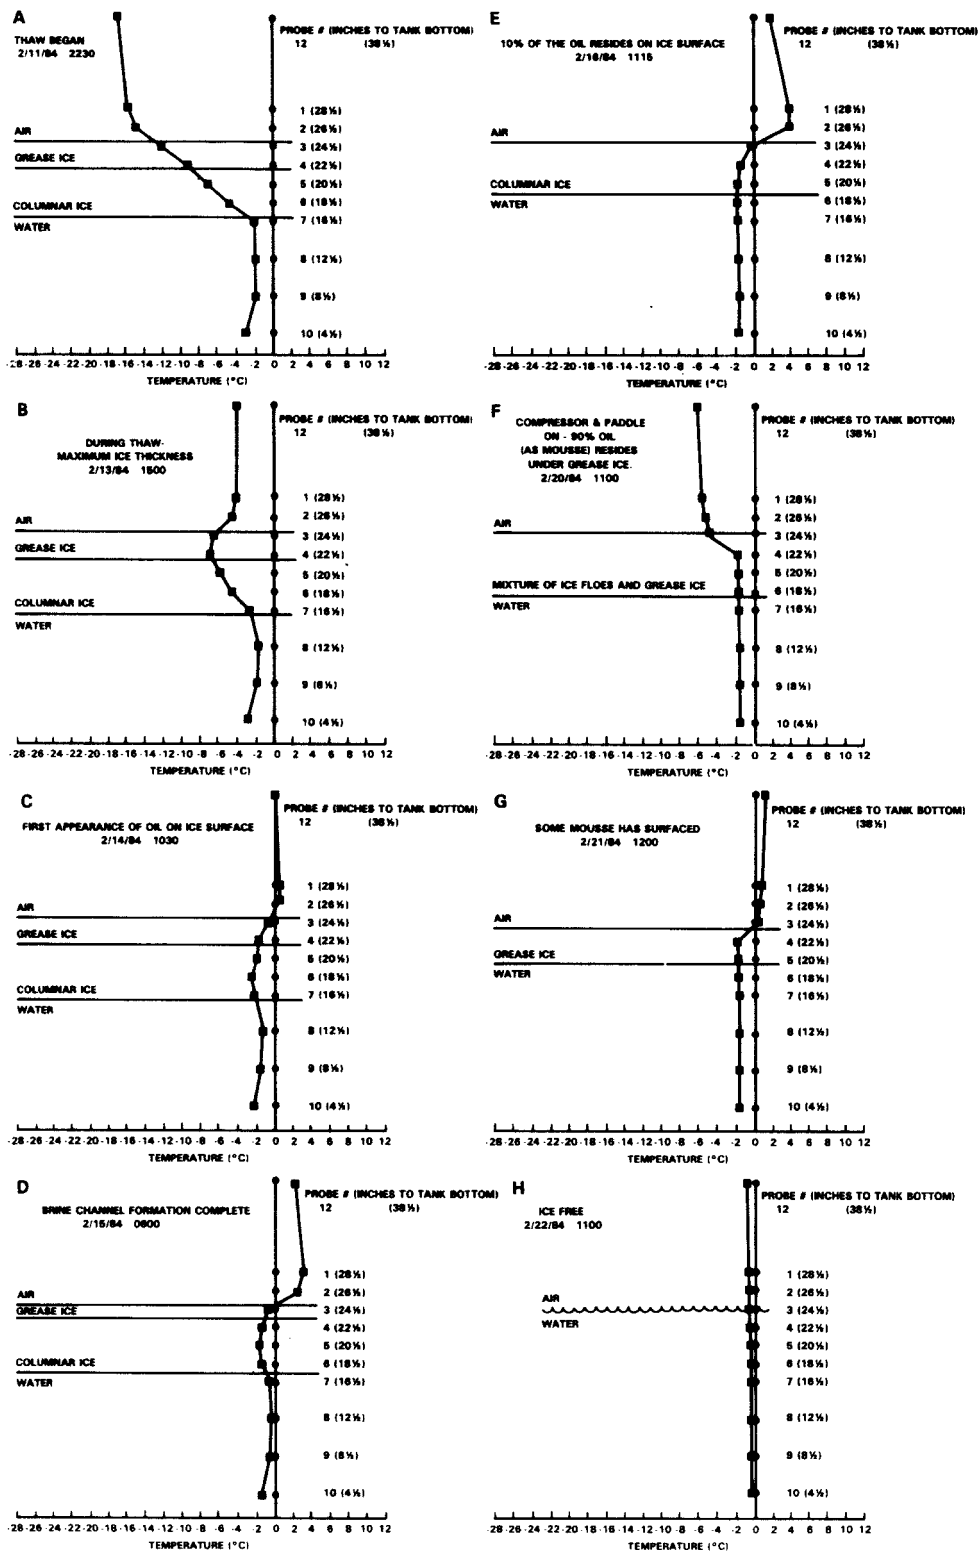 A
THAW BEGAN
2/11/84 2230
PROBE # (INCHES TO TANK BOTTOM)
12 (38½)
1 (28½)
2 (26½)
AIR
3 (24½)
GREASE ICE
4 (22½)
5 (20½)
6 (18½)
COLUMNAR ICE
7 (16½)
WATER
8 (12½)
9 (8½)
10 (4½)
-28 -26 -24 -22 -20 -18 -16 -14 -12 -10 -8 -6 -4 -2 0 2 4 6 8 10 12
TEMPERATURE (°C)
B
DURING THAW-
MAXIMUM ICE THICKNESS
2/13/84 1500
PROBE # (INCHES TO TANK BOTTOM)
12 (38½)
1 (28½)
2 (26½)
AIR
3 (24½)
GREASE ICE
4 (22½)
5 (20½)
6 (18½)
COLUMNAR ICE
7 (16½)
WATER
8 (12½)
9 (8½)
10 (4½)
-28 -26 -24 -22 -20 -18 -16 -14 -12 -10 -8 -6 -4 -2 0 2 4 6 8 10 12
TEMPERATURE (°C)
C
FIRST APPEARANCE OF OIL ON ICE SURFACE
2/14/84 1030
PROBE # (INCHES TO TANK BOTTOM)
12 (38½)
1 (28½)
2 (26½)
AIR
3 (24½)
GREASE ICE
4 (22½)
5 (20½)
6 (18½)
COLUMNAR ICE
7 (16½)
WATER
8 (12½)
9 (8½)
10 (4½)
-28 -26 -24 -22 -20 -18 -16 -14 -12 -10 -8 -6 -4 -2 0 2 4 6 8 10 12
TEMPERATURE (°C)
D
BRINE CHANNEL FORMATION COMPLETE
2/15/84 0600
PROBE # (INCHES TO TANK BOTTOM)
12 (38½)
1 (28½)
2 (26½)
AIR
3 (24½)
GREASE ICE
4 (22½)
5 (20½)
6 (18½)
COLUMNAR ICE
7 (16½)
WATER
8 (12½)
9 (8½)
10 (4½)
-28 -26 -24 -22 -20 -18 -16 -14 -12 -10 -8 -6 -4 -2 0 2 4 6 8 10 12
TEMPERATURE (°C)
E
10% OF THE OIL RESIDES ON ICE SURFACE
2/16/84 1115
PROBE # (INCHES TO TANK BOTTOM)
12 (38½)
1 (28½)
2 (26½)
AIR
3 (24½)
4 (22½)
COLUMNAR ICE
5 (20½)
WATER
6 (18½)
7 (16½)
8 (12½)
9 (8½)
10 (4½)
-28 -26 -24 -22 -20 -18 -16 -14 -12 -10 -8 -6 -4 -2 0 2 4 6 8 10 12
TEMPERATURE (°C)
F
COMPRESSOR & PADDLE
ON - 90% OIL
(AS MOUSSE) RESIDES
UNDER GREASE ICE.
2/20/84 1100
PROBE # (INCHES TO TANK BOTTOM)
12 (38½)
1 (28½)
2 (26½)
AIR
3 (24½)
4 (22½)
5 (20½)
MIXTURE OF ICE FLOES AND GREASE ICE
6 (18½)
WATER
7 (16½)
8 (12½)
9 (8½)
10 (4½)
-28 -26 -24 -22 -20 -18 -16 -14 -12 -10 -8 -6 -4 -2 0 2 4 6 8 10 12
TEMPERATURE (°C)
G
SOME MOUSSE HAS SURFACED
2/21/84 1200
PROBE # (INCHES TO TANK BOTTOM)
12 (38½)
1 (28½)
2 (26½)
AIR
3 (24½)
4 (22½)
GREASE ICE
5 (20½)
WATER
6 (18½)
7 (16½)
8 (12½)
9 (8½)
10 (4½)
-28 -26 -24 -22 -20 -18 -16 -14 -12 -10 -8 -6 -4 -2 0 2 4 6 8 10 12
TEMPERATURE (°C)
H
ICE FREE
2/22/84 1100
PROBE # (INCHES TO TANK BOTTOM)
12 (38½)
1 (28½)
2 (26½)
AIR
3 (24½)
WATER
4 (22½)
5 (20½)
6 (18½)
7 (16½)
8 (12½)
9 (8½)
10 (4½)
-28 -26 -24 -22 -20 -18 -16 -14 -12 -10 -8 -6 -4 -2 0 2 4 6 8 10 12
TEMPERATURE (°C)